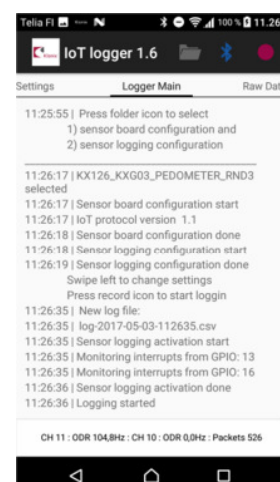 Telia FI 100 % 11.26
IoT logger 1.6
Settings Logger Main Raw Dat
11:25:55 | Press folder icon to select
1) sensor board configuration and
2) sensor logging configuration
11:26:17 | KX126_KXG03_PEDOMETER_RND3
selected
11:26:17 | Sensor board configuration start
11:26:17 | IoT protocol version 1.1
11:26:18 | Sensor board configuration done
11:26:18 | Sensor logging configuration start
11:26:19 | Sensor logging configuration done
Swipe left to change settings
Press record icon to start loggin
11:26:35 | New log file:
11:26:35 | log-2017-05-03-112635.csv
11:26:35 | Sensor logging activation start
11:26:35 | Monitoring interrupts from GPIO: 13
11:26:35 | Monitoring interrupts from GPIO: 16
11:26:36 | Sensor logging activation done
11:26:36 | Logging started
CH 11 : ODR 104,8Hz : CH 10 : ODR 0,0Hz : Packets 526